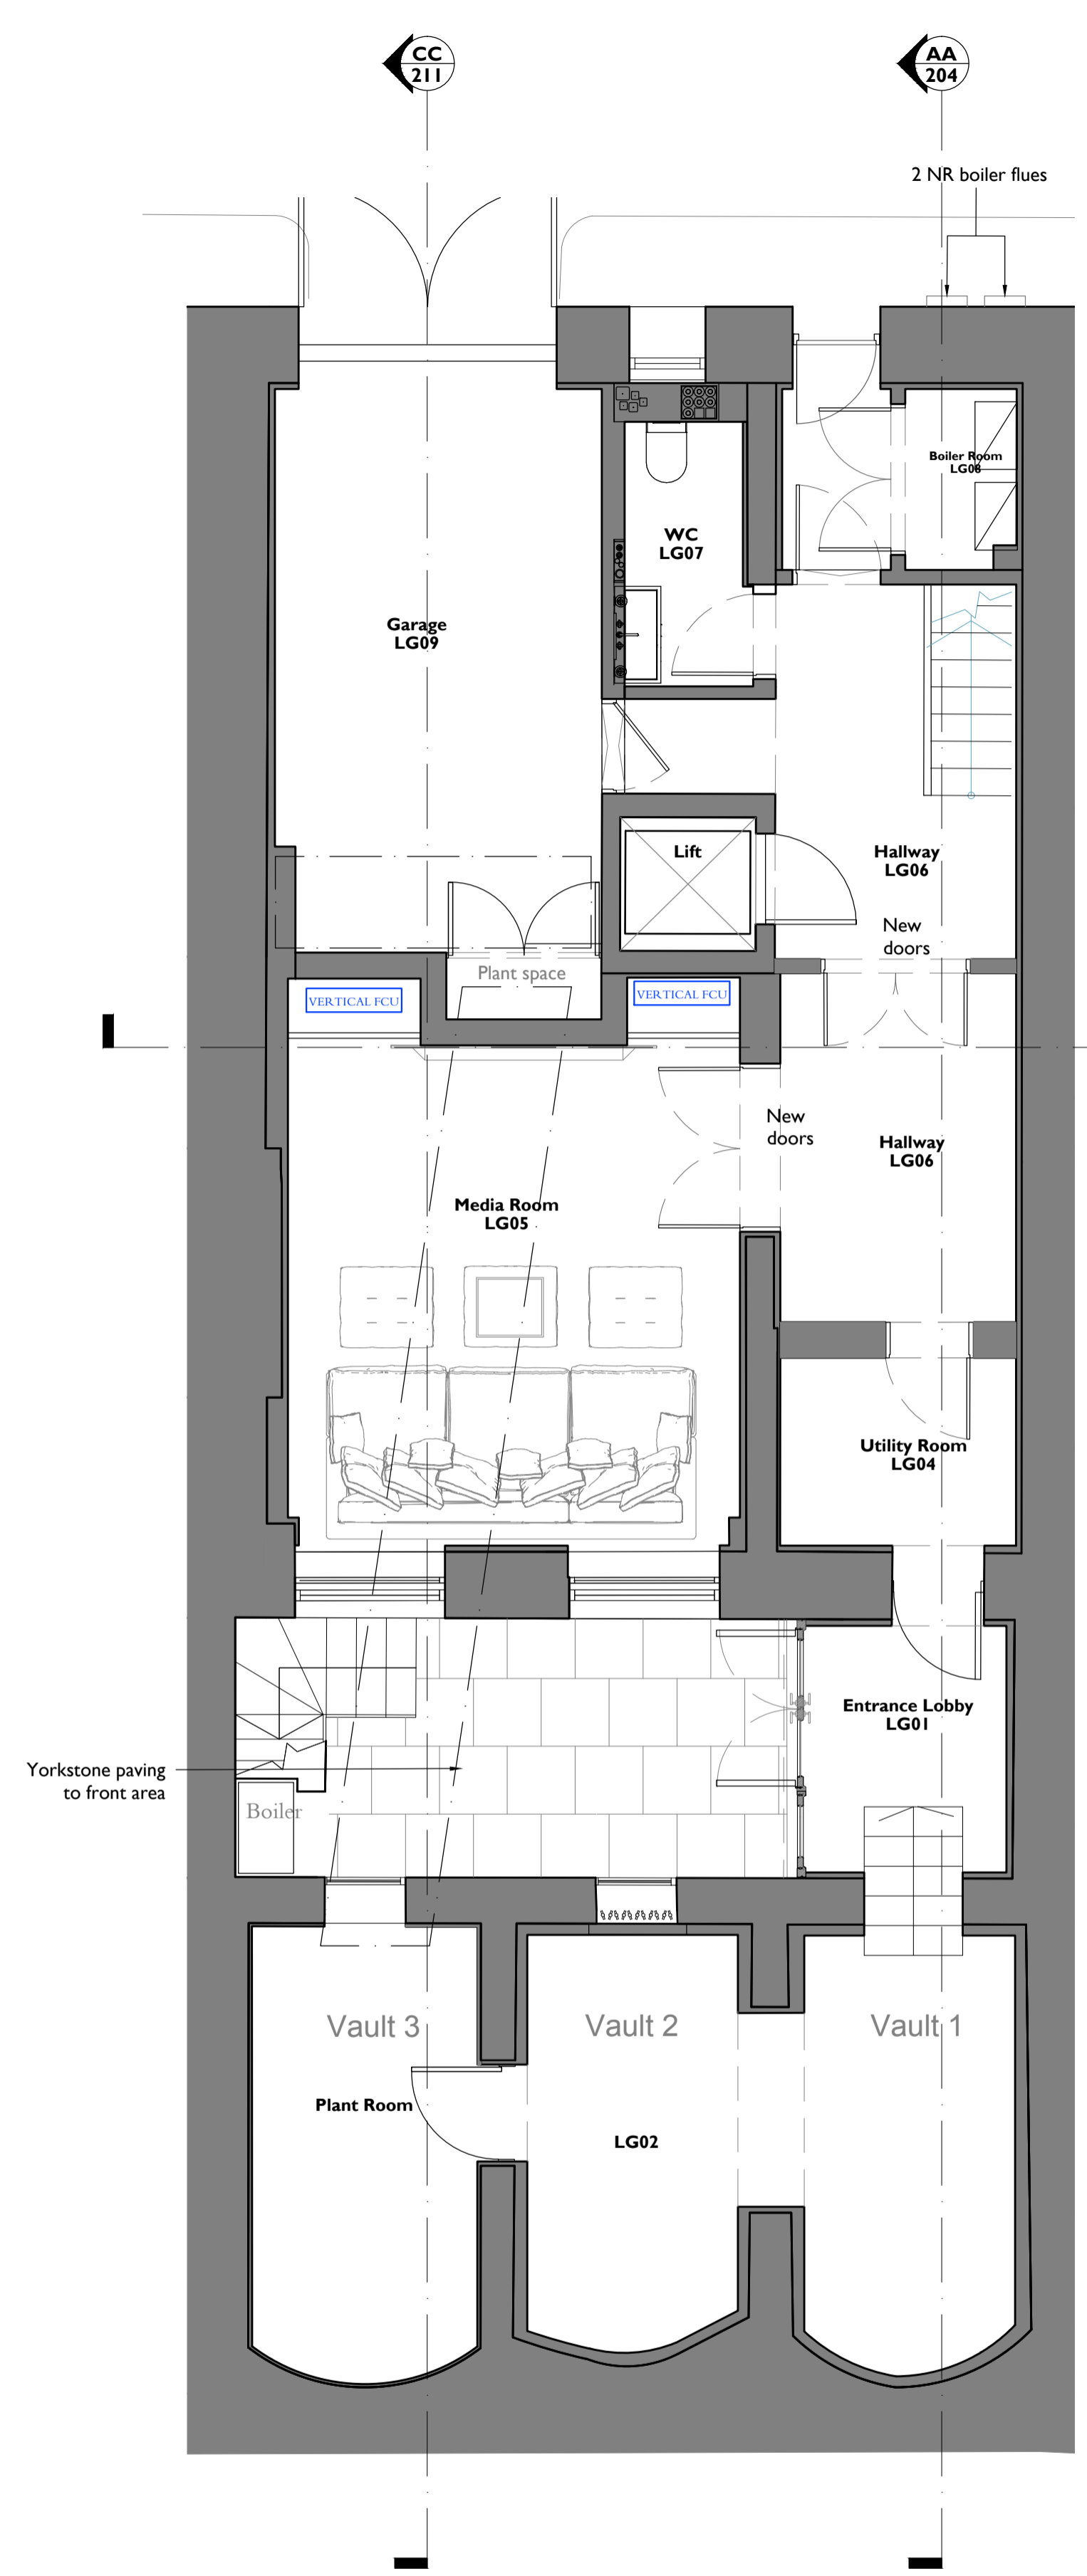 CC
211
AA
204
2 NR boiler flues
Boiler Room
LG08
WC
LG07
Garage
LG09
Lift
Hallway
LG06
New
doors
Plant space
VERTICAL FCU
VERTICAL FCU
New
doors
Hallway
LG06
Media Room
LG05
Utility Room
LG04
Entrance Lobby
LG01
Yorkstone paving
to front area
Boiler
Vault 3
Vault 2
Vault 1
Plant Room
LG02